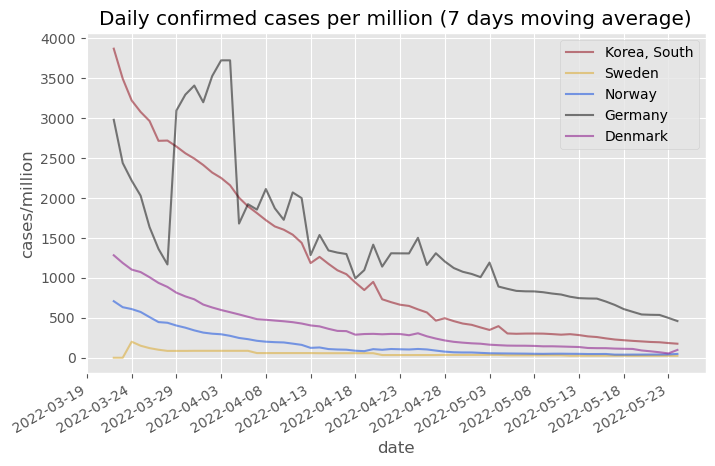 Daily confirmed cases per million (7 days moving average)
4000
3500
3000
2500
2000
1500
1000
500
0
cases/million
Korea, South
Sweden
Norway
Germany
Denmark
2022-03-19
2022-03-24
2022-03-29
2022-04-03
2022-04-08
2022-04-13
2022-04-18
2022-04-23
2022-04-28
2022-05-03
2022-05-08
2022-05-13
2022-05-18
2022-05-23
date